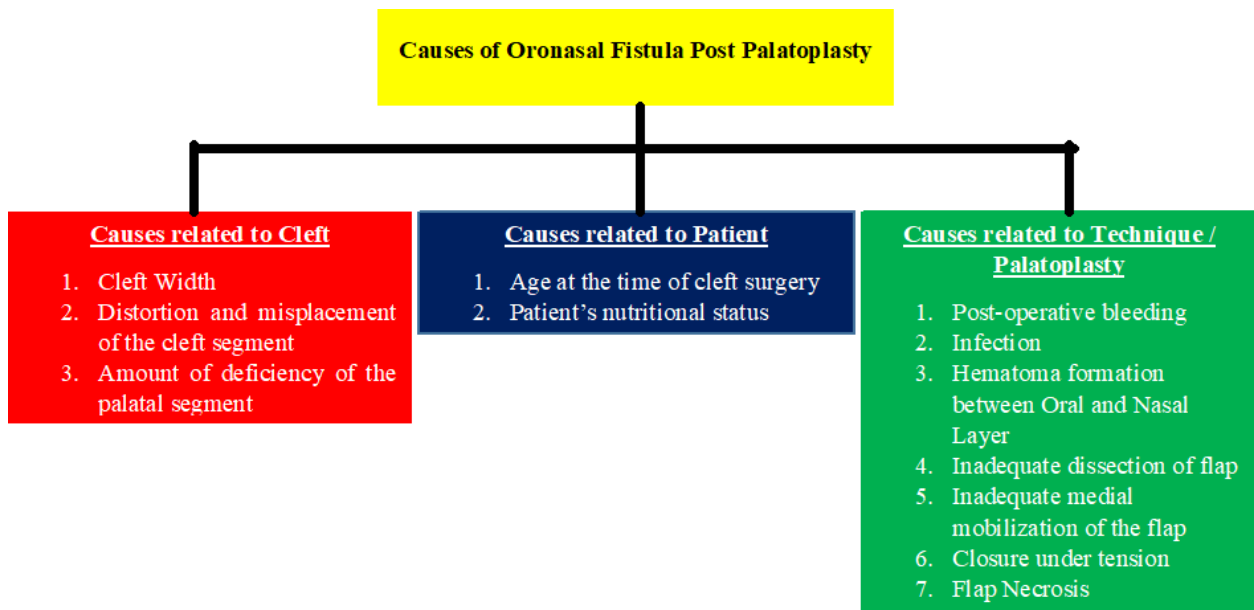 Causes of Oronasal Fistula Post Palatoplasty
Causes related to Cleft
1. Cleft Width
2. Distortion and misplacement
of the cleft segment
3. Amount of deficiency of the
palatal segment
Causes related to Patient
1. Age at the time of cleft surgery
2. Patient's nutritional status
Causes related to Technique /
Palatoplasty
1. Post-operative bleeding
2. Infection
3. Hematoma formation
between Oral and Nasal
Layer
4. Inadequate dissection of flap
5. Inadequate medial
mobilization of the flap
6. Closure under tension
7. Flap Necrosis